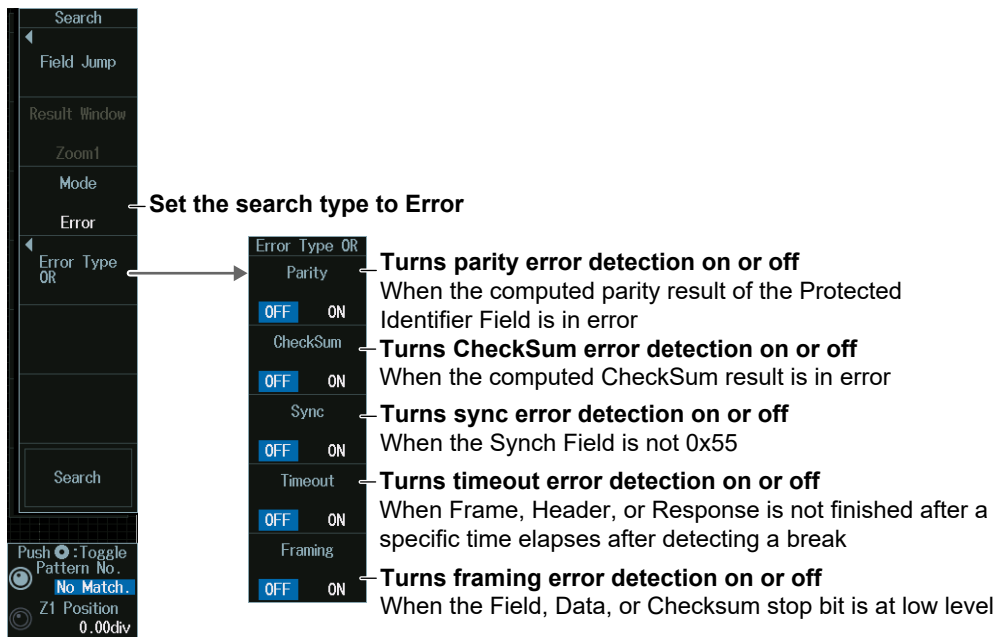 Search
Field Jump
Result Window
Zoom1
Mode
Error
Set the search type to Error
Error Type
OR
Error Type OR
Parity
OFF ON
Turns parity error detection on or off
When the computed parity result of the Protected
Identifier Field is in error
CheckSum
OFF ON
Turns CheckSum error detection on or off
When the computed CheckSum result is in error
Sync
OFF ON
Turns sync error detection on or off
When the Synch Field is not 0x55
Timeout
OFF ON
Turns timeout error detection on or off
When Frame, Header, or Response is not finished after a
specific time elapses after detecting a break
Framing
OFF ON
Turns framing error detection on or off
When the Field, Data, or Checksum stop bit is at low level
Search
Push :Toggle
Pattern No.
No Match.
Z1 Position
0.00div